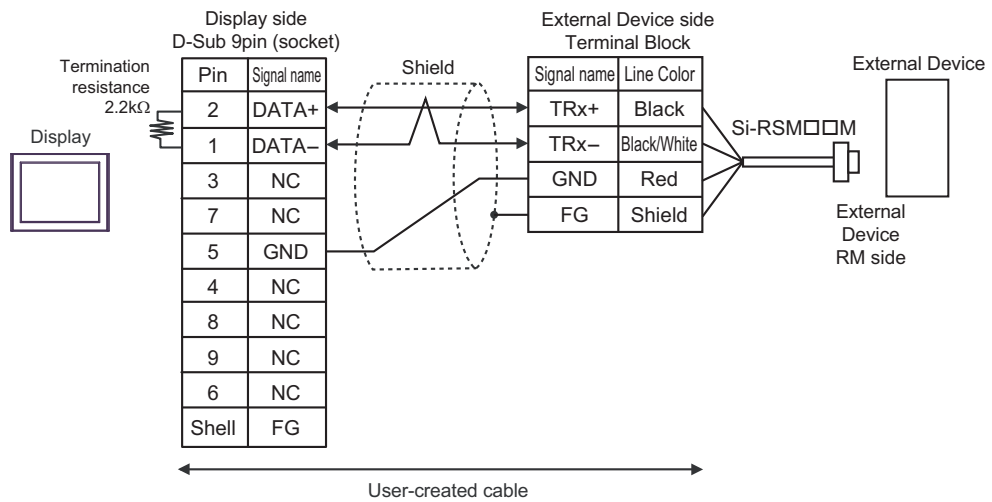 Display side
D-Sub 9pin (socket)
External Device side
Terminal Block
Termination
resistance
2.2kΩ
Display
Shield
External Device
Pin Signal name
2 DATA+
1 DATA–
3 NC
7 NC
5 GND
4 NC
8 NC
9 NC
6 NC
Shell FG
Signal name Line Color
TRx+ Black
TRx– Black/White
GND Red
FG Shield
Si-RSM□□M
External
Device
RM side
User-created cable